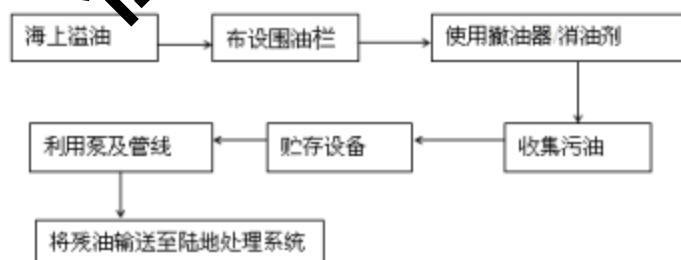 海上溢油
布设围油栏
使用撇油器/消油剂
收集污油
贮存设备
利用泵及管线
将残油输送至陆地处理系统